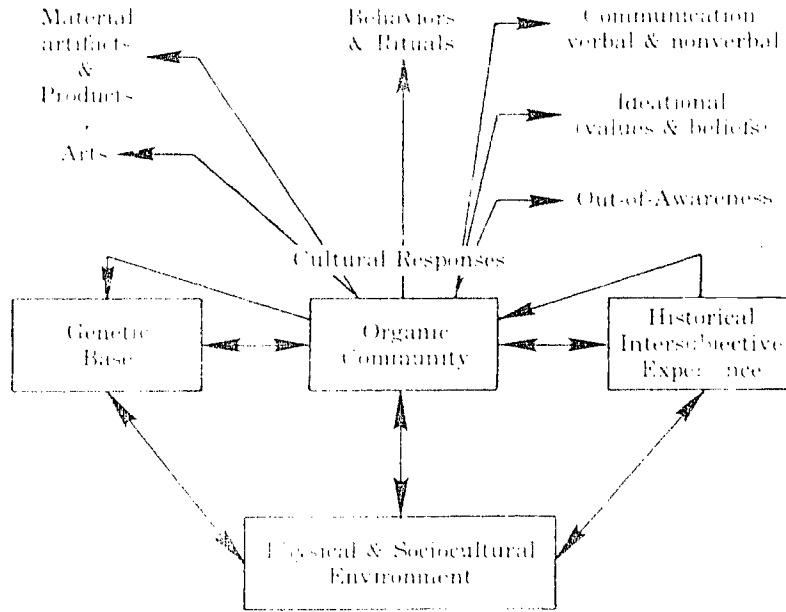 Material
artifacts
&
Products
Arts
Behaviors
& Rituals
Communication
verbal & nonverbal
Ideational
(values & beliefs)
Out-of-Awareness
Cultural Responses
Genetic
Base
Organic
Community
Historical
Intersubjective
Experience
Physical & Sociocultural
Environment